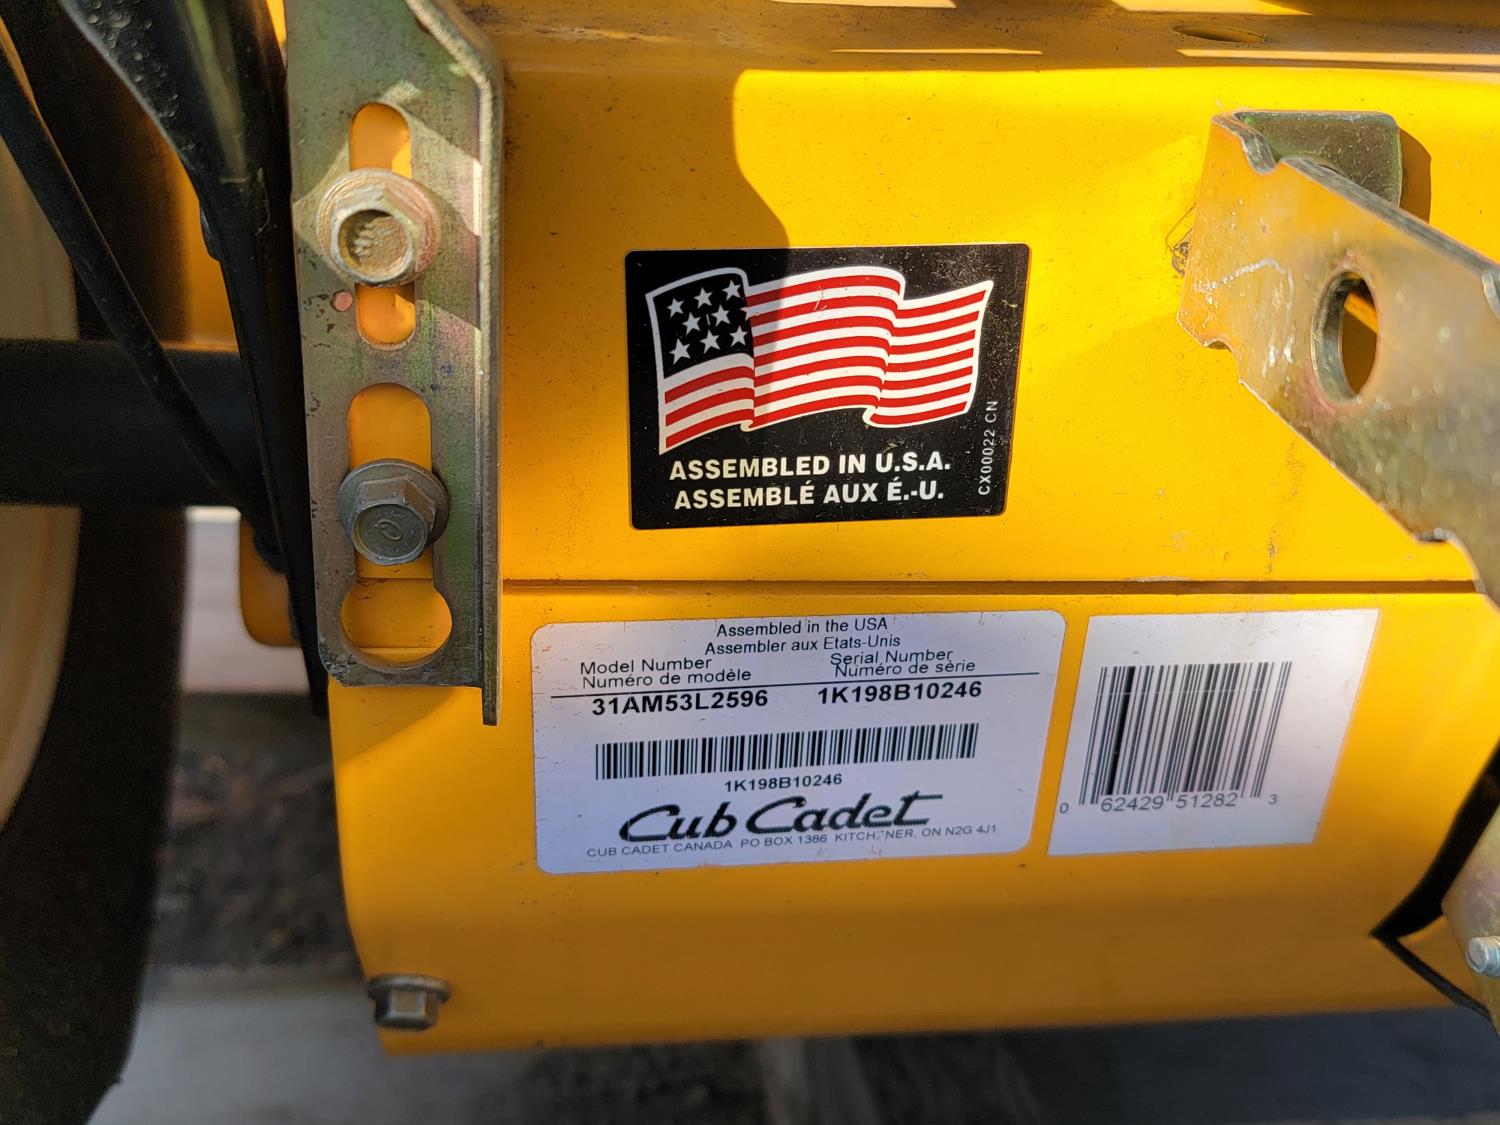 ASSEMBLED IN U.S.A.
ASSEMBLÉ AUX É.-U.
CX00022 CN
Assembled in the USA
Assembler aux Etats-Unis
Model Number Serial Number
Numéro de modèle Numéro de série
31AM53L2596 1K198B10246
1K198B10246
Cub Cadet
CUB CADET CANADA PO BOX 1386 KITCHENER, ON N2G 4J1
0 62429 51282 3